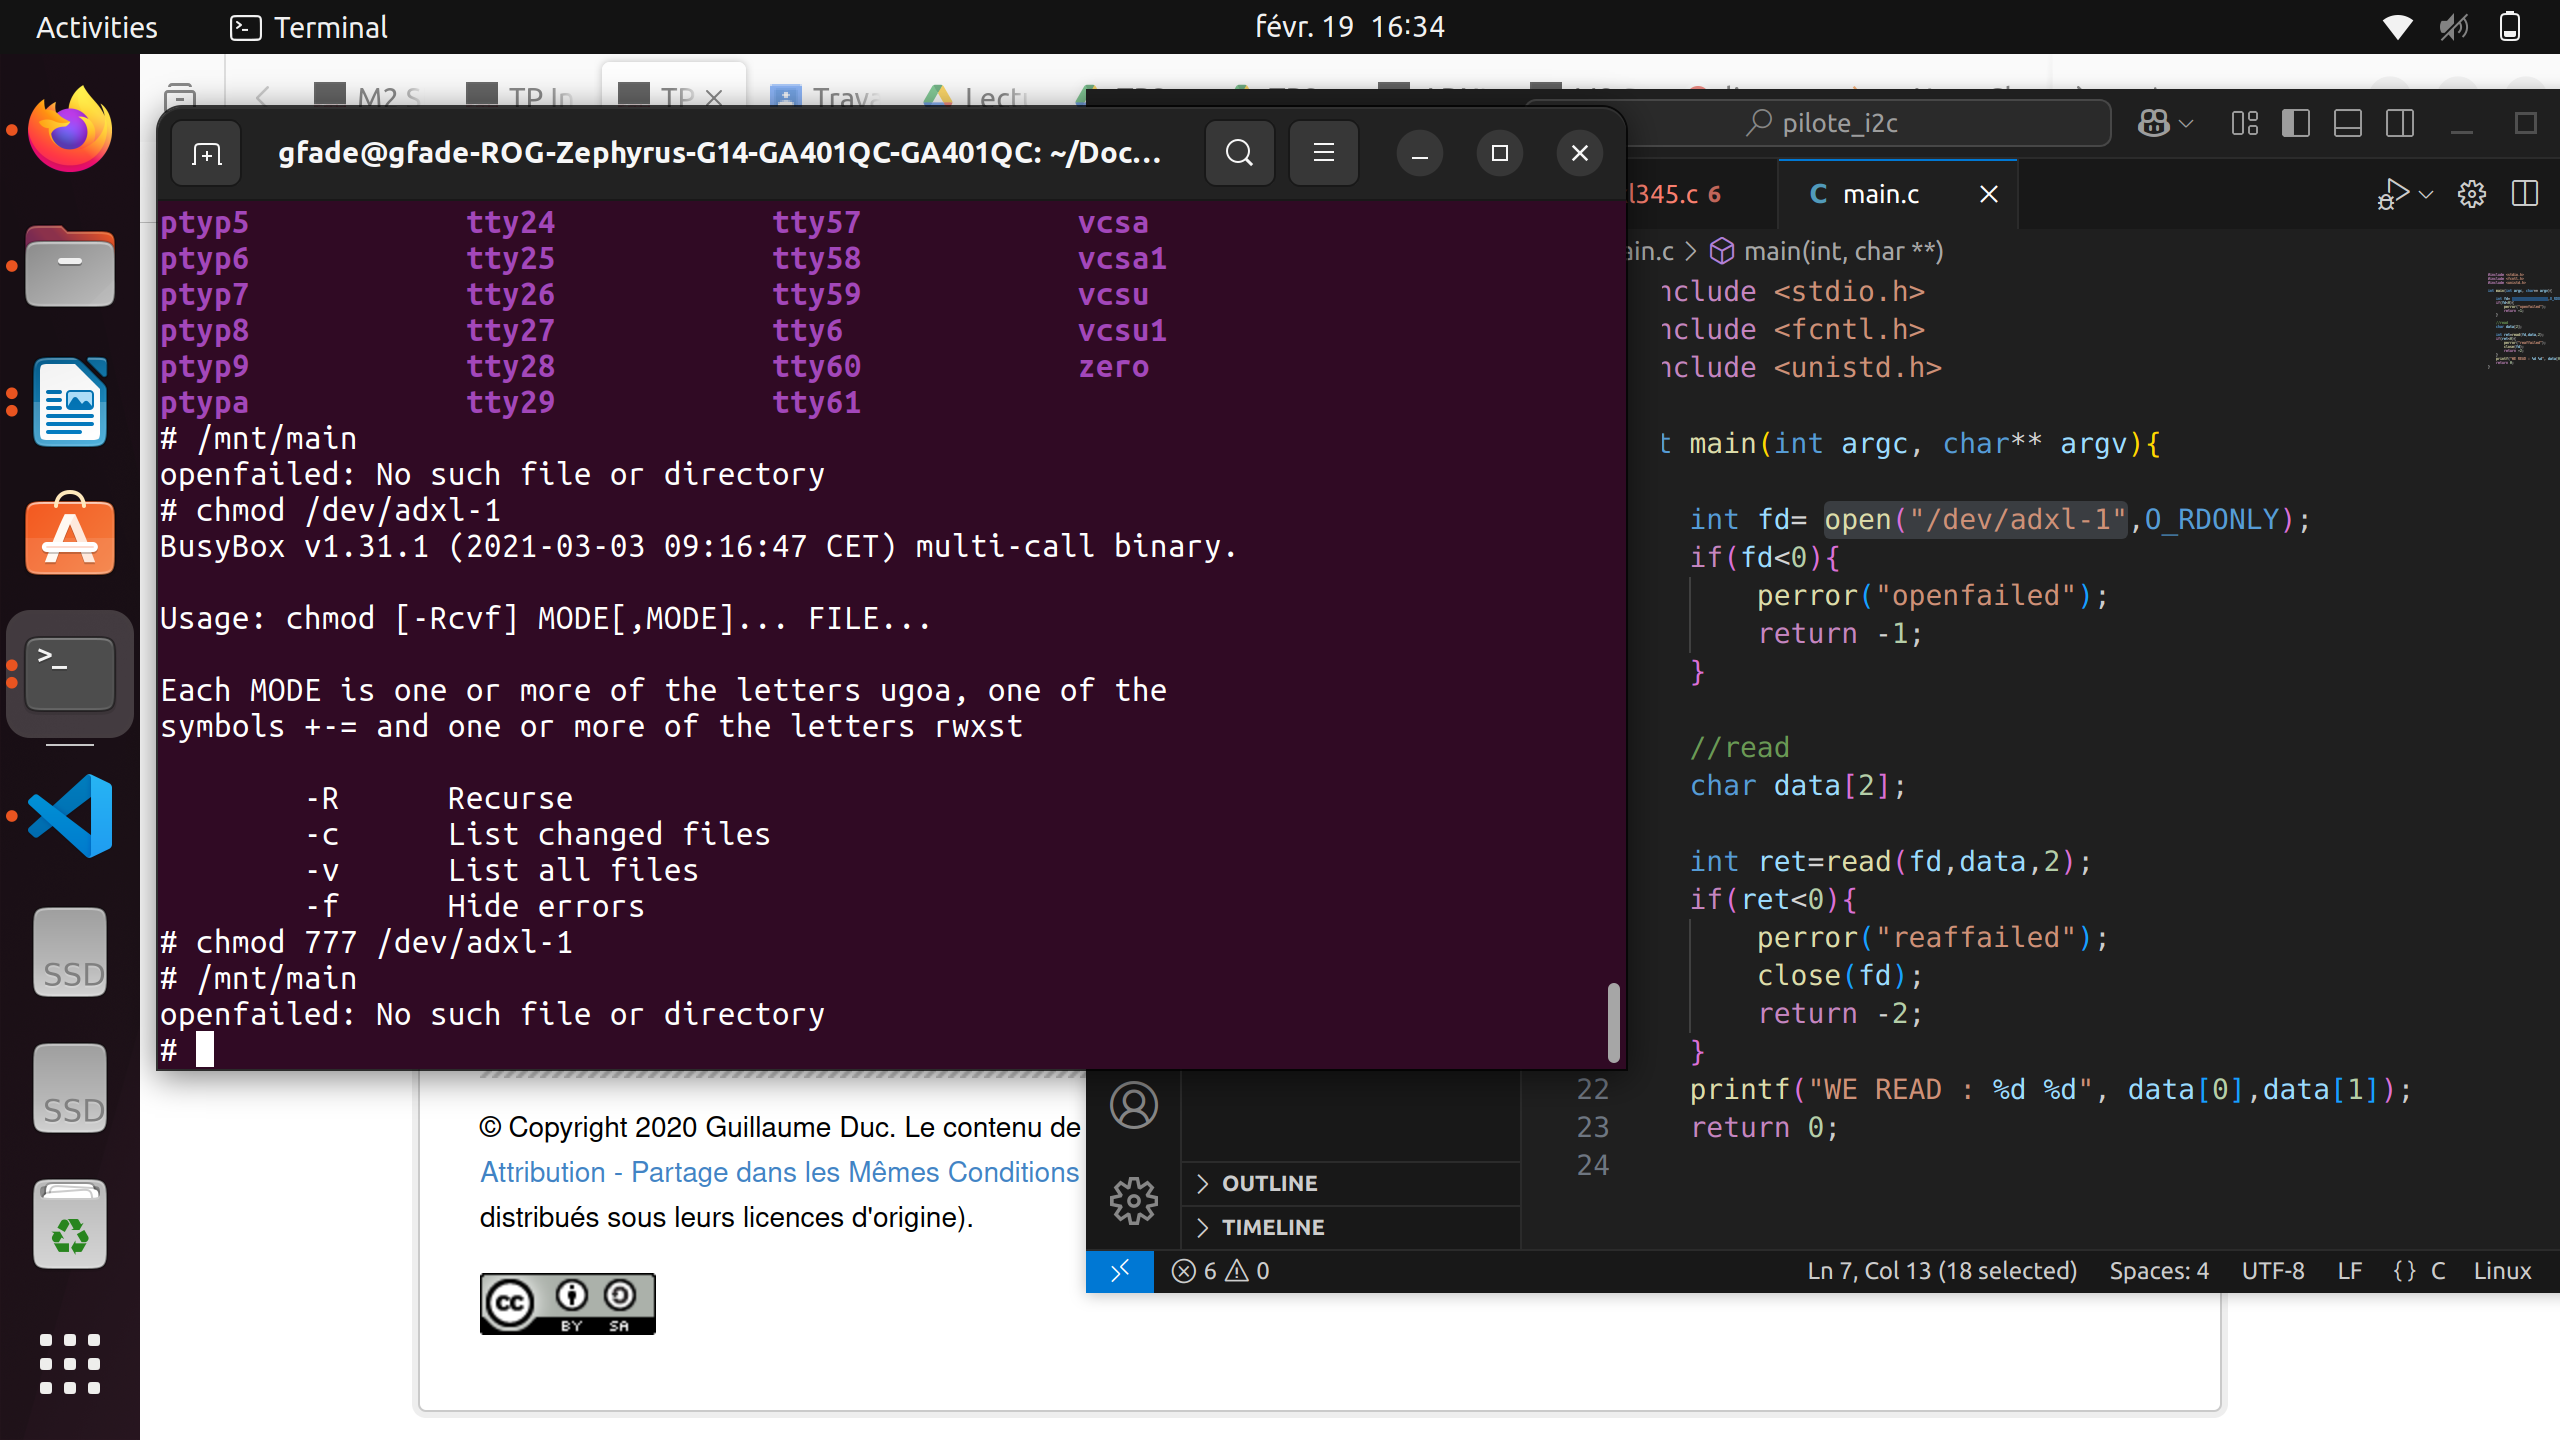 Activities
Terminal
févr. 19 16:34
M2 S
TP In
TP
Trava
Lectu
gfade@gfade-ROG-Zephyrus-G14-GA401QC-GA401QC: ~/Doc...
ptyp5 tty24 tty57 vcsa
ptyp6 tty25 tty58 vcsa1
ptyp7 tty26 tty59 vcsu
ptyp8 tty27 tty6 vcsu1
ptyp9 tty28 tty60 zero
ptypa tty29 tty61
# /mnt/main
openfailed: No such file or directory
# chmod /dev/adxl-1
BusyBox v1.31.1 (2021-03-03 09:16:47 CET) multi-call binary.
Usage: chmod [-Rcvf] MODE[,MODE]... FILE...
Each MODE is one or more of the letters ugoa, one of the
symbols +-= and one or more of the letters rwxst
-R Recurse
-c List changed files
-v List all files
-f Hide errors
# chmod 777 /dev/adxl-1
# /mnt/main
openfailed: No such file or directory
#
pilote_i2c
l345.c 6
C main.c
ain.c > main(int, char **)
nclude <stdio.h>
nclude <fcntl.h>
nclude <unistd.h>
t main(int argc, char** argv){
int fd= open("/dev/adxl-1",O_RDONLY);
if(fd<0){
perror("openfailed");
return -1;
}
//read
char data[2];
int ret=read(fd,data,2);
if(ret<0){
perror("reaffailed");
close(fd);
return -2;
}
22 printf("WE READ : %d %d", data[0],data[1]);
23 return 0;
24
OUTLINE
TIMELINE
6 0
Ln 7, Col 13 (18 selected)
Spaces: 4
UTF-8
LF
{} C
Linux
© Copyright 2020 Guillaume Duc. Le contenu de
Attribution - Partage dans les Mêmes Conditions
distribués sous leurs licences d'origine).
cc
BY SA
SSD
SSD